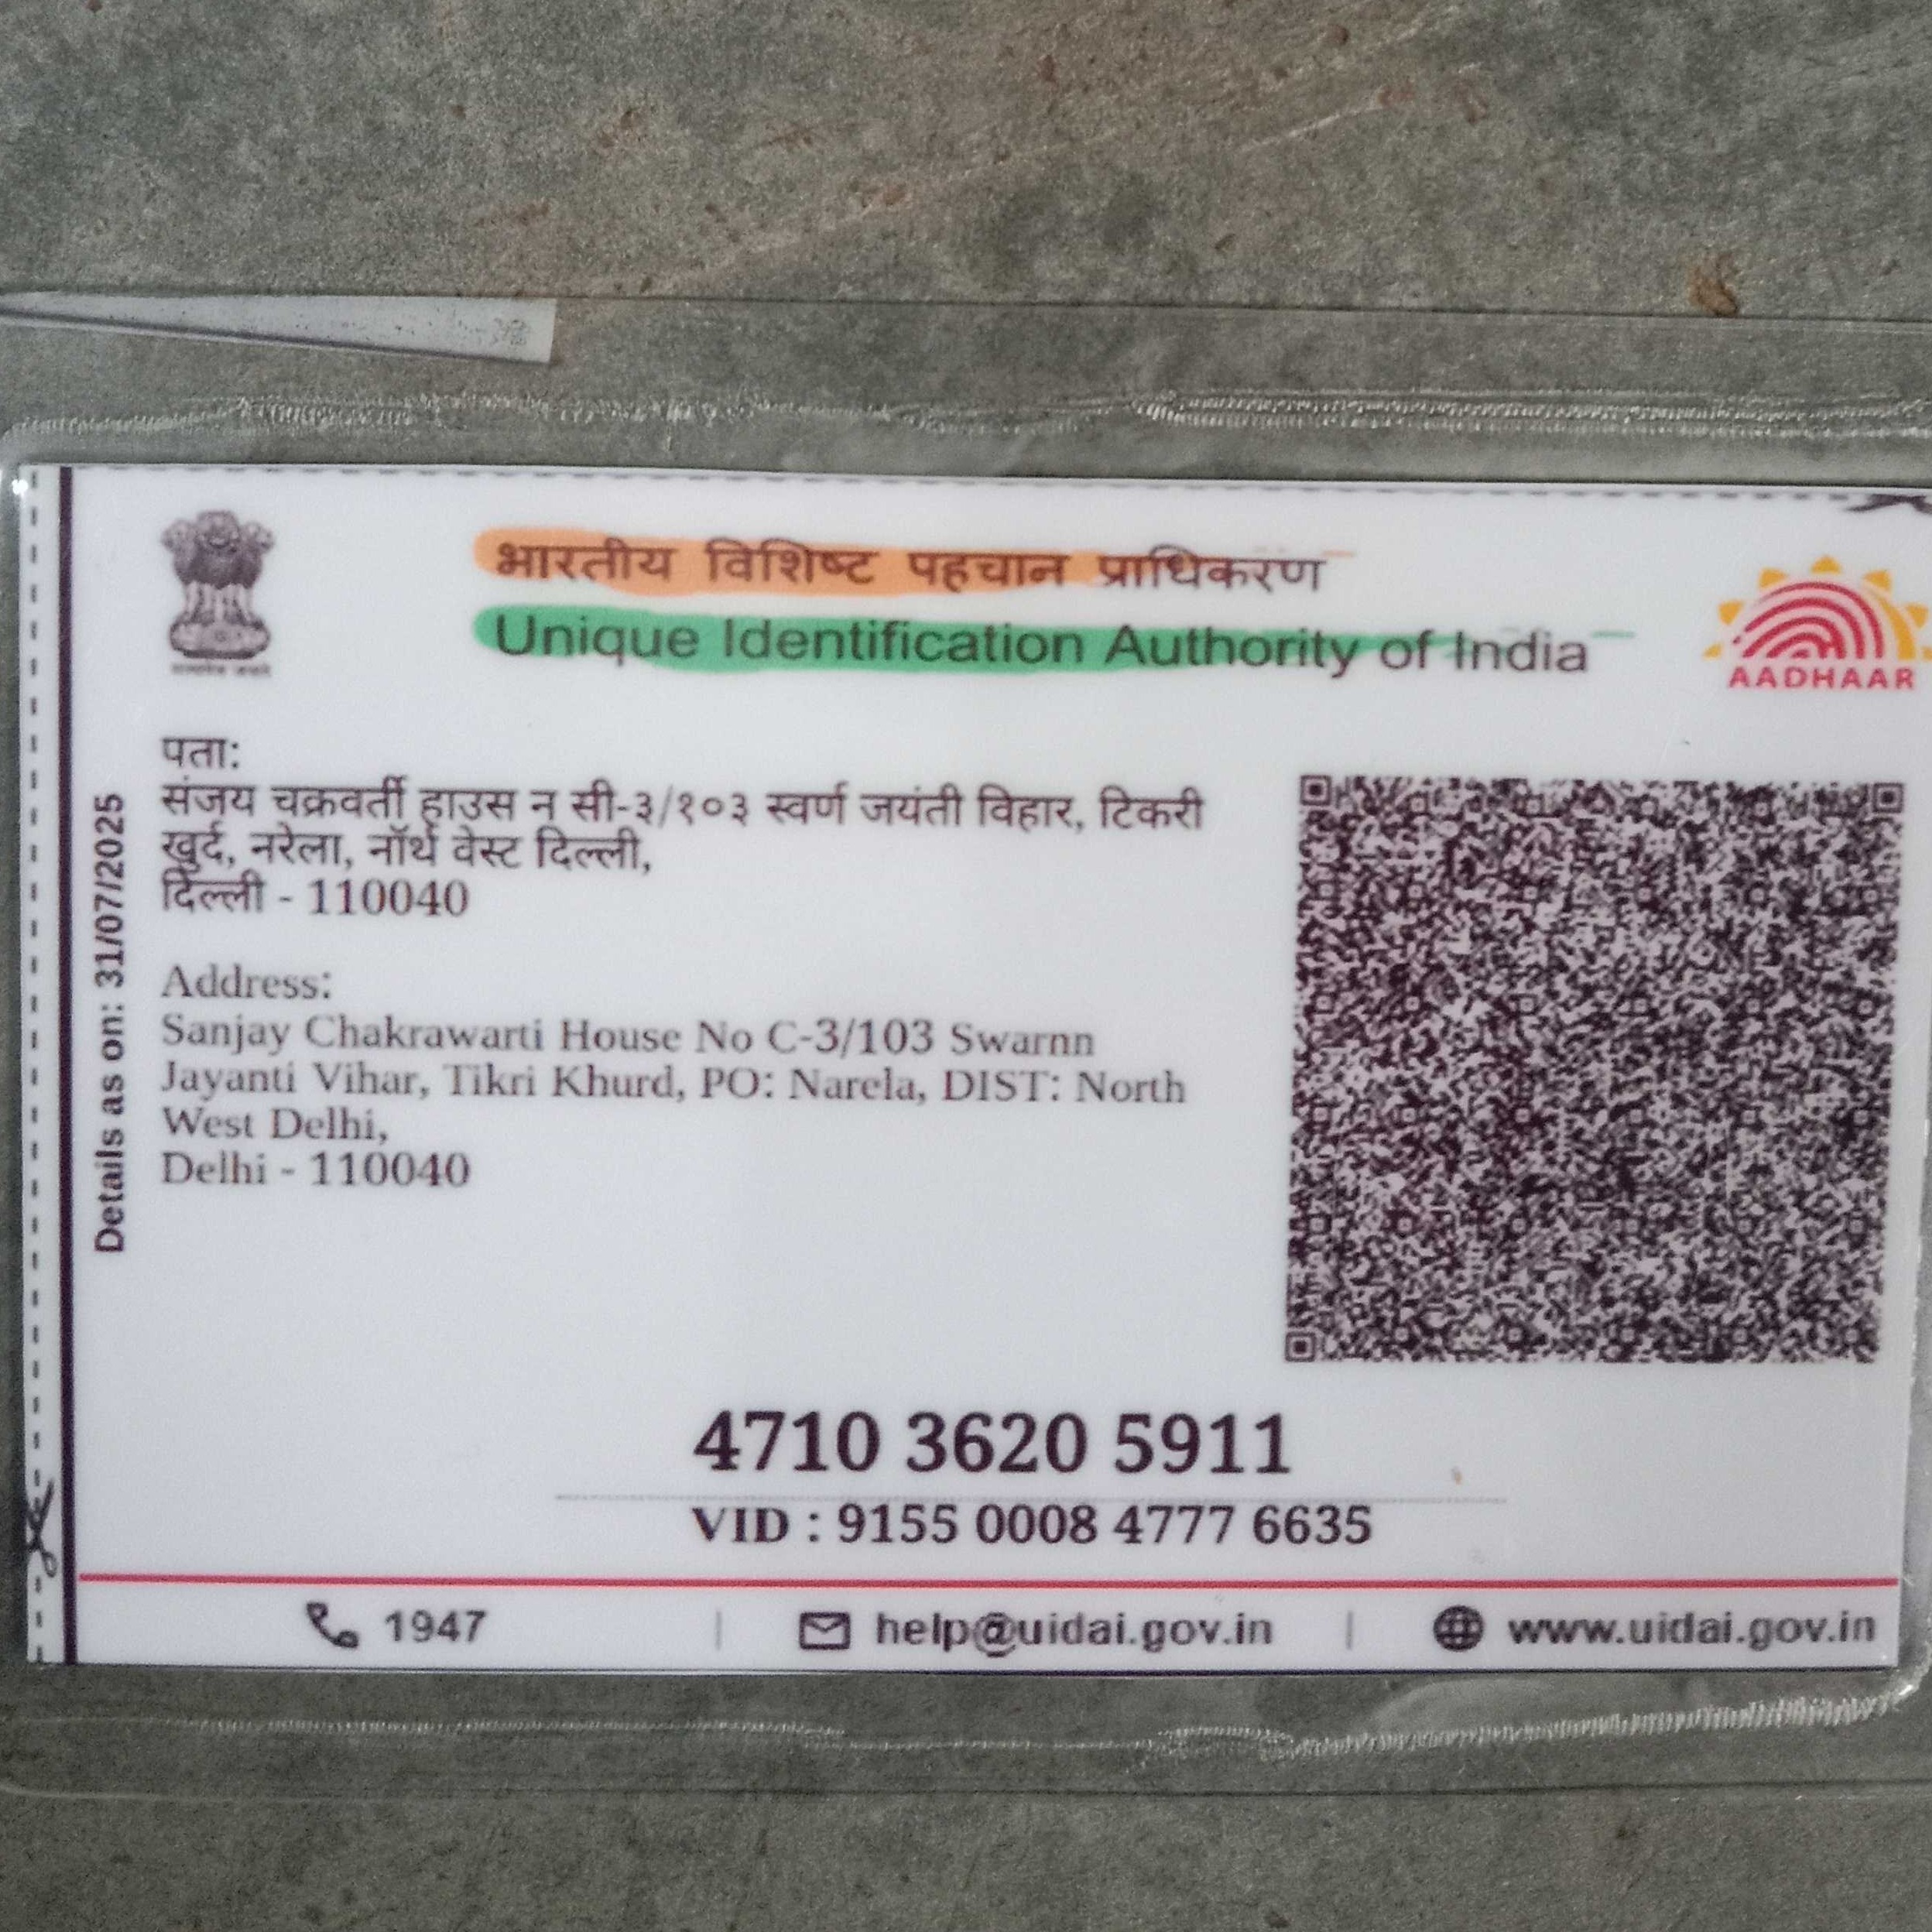 भारतीय विशिष्ट पहचान प्राधिकरण
Unique Identification Authority of India
AADHAAR
Details as on: 31/07/2025
पता:
संजय चक्रवर्ती हाउस न सी-३/१०३ स्वर्ण जयंती विहार, टिकरी
खुर्द, नरेला, नॉर्थ वेस्ट दिल्ली,
दिल्ली - 110040
Address:
Sanjay Chakrawarti House No C-3/103 Swarnn
Jayanti Vihar, Tikri Khurd, PO: Narela, DIST: North
West Delhi,
Delhi - 110040
4710 3620 5911
VID : 9155 0008 4777 6635
1947 | help@uidai.gov.in | www.uidai.gov.in